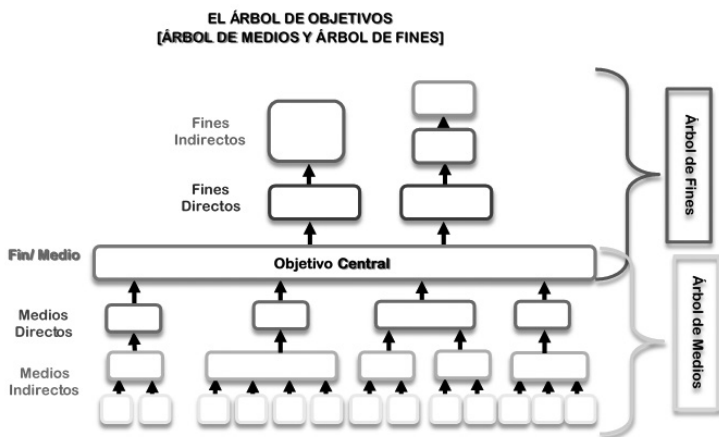 EL ÁRBOL DE OBJETIVOS
[ÁRBOL DE MEDIOS Y ÁRBOL DE FINES]
Fines
Indirectos
Fines
Directos
Fin/ Medio
Objetivo Central
Medios
Directos
Medios
Indirectos
Árbol de Fines
Árbol de Medios